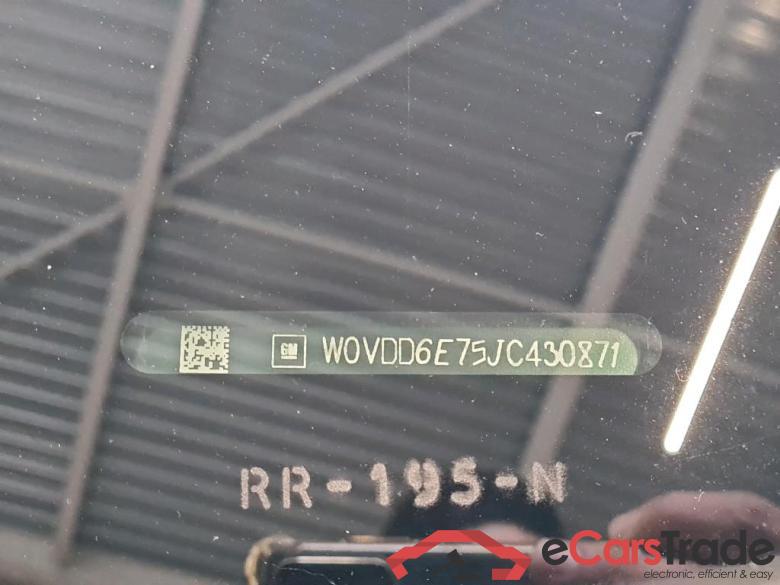 GM W0VDD6E75JC430871
RR-195-N
eCarsTrade
electronic, efficient & easy